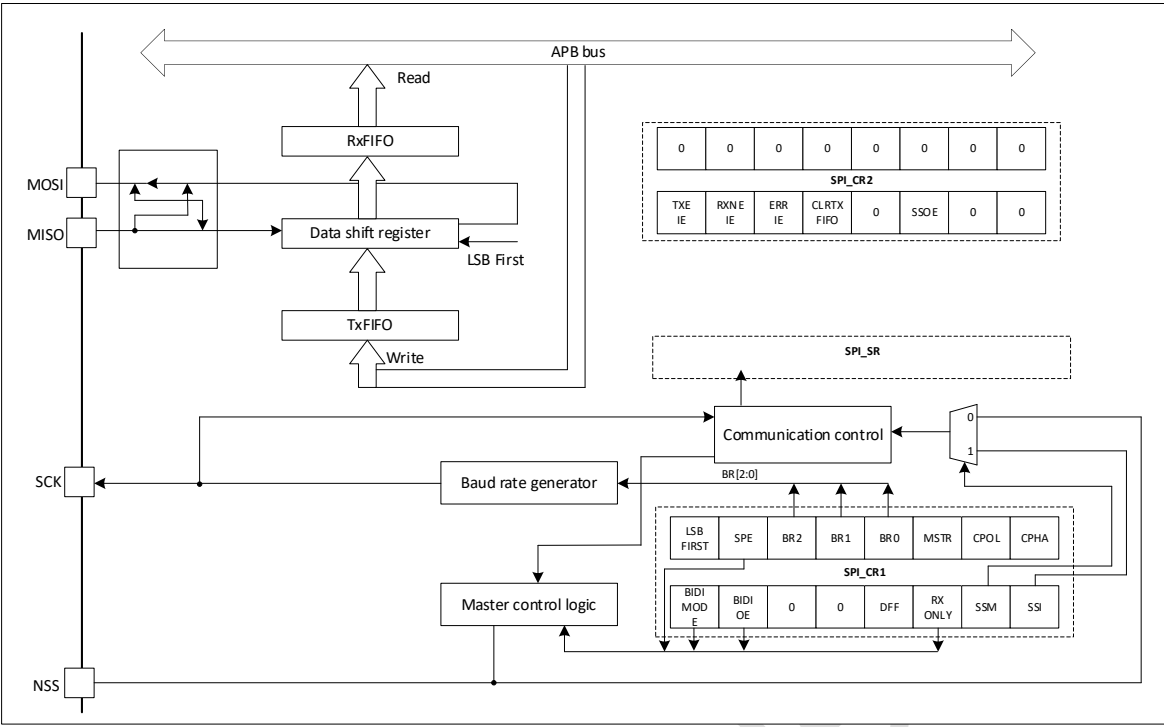 APB bus
Read
RxFIFO
MOSI
MISO
Data shift register
LSB First
TxFIFO
Write
0 0 0 0 0 0 0 0
SPI_CR2
TXE IE
RXNE IE
ERR IE
CLRTX FIFO
0
SSOE
0
0
SPI_SR
Communication control
0
1
SCK
Baud rate generator
BR[2:0]
LSB FIRST
SPE
BR2
BR1
BR0
MSTR
CPOL
CPHA
SPI_CR1
Master control logic
BIDI
MOD
E
BIDI
OE
0
0
DFF
RX
ONLY
SSM
SSI
NSS